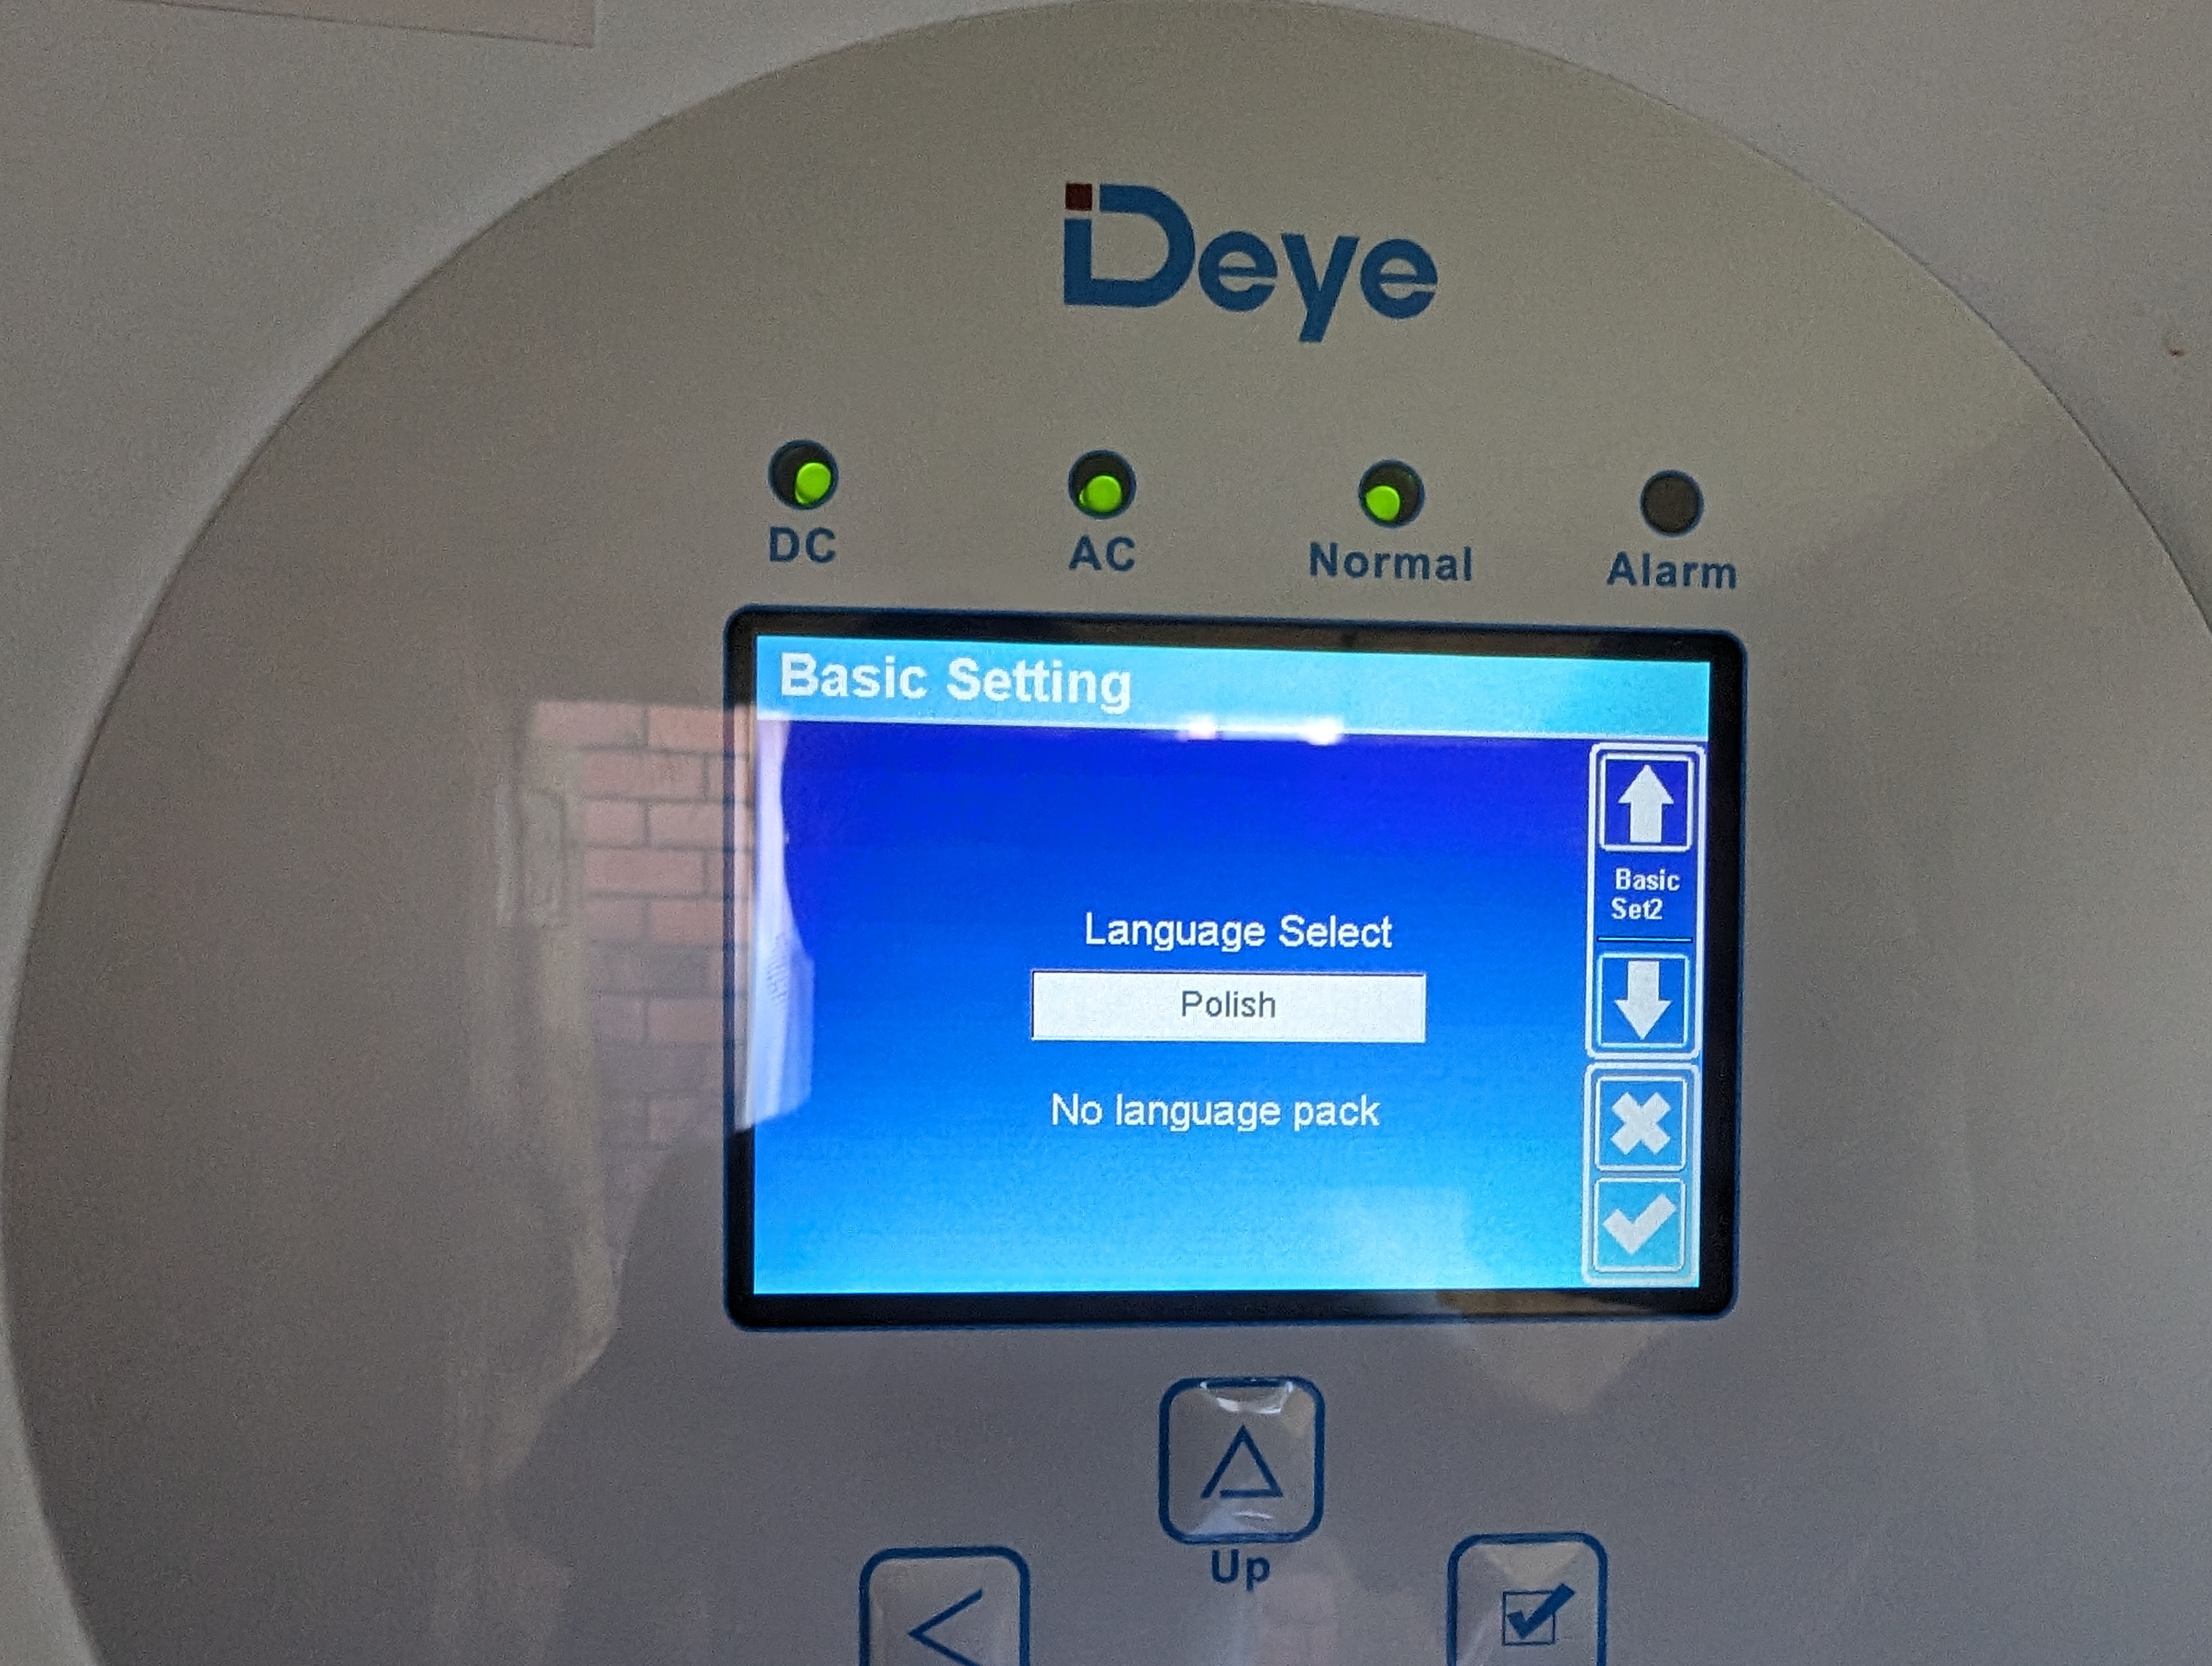 Deye
DC AC Normal Alarm
Basic Setting
Basic
Set2
Language Select
Polish
No language pack
Up